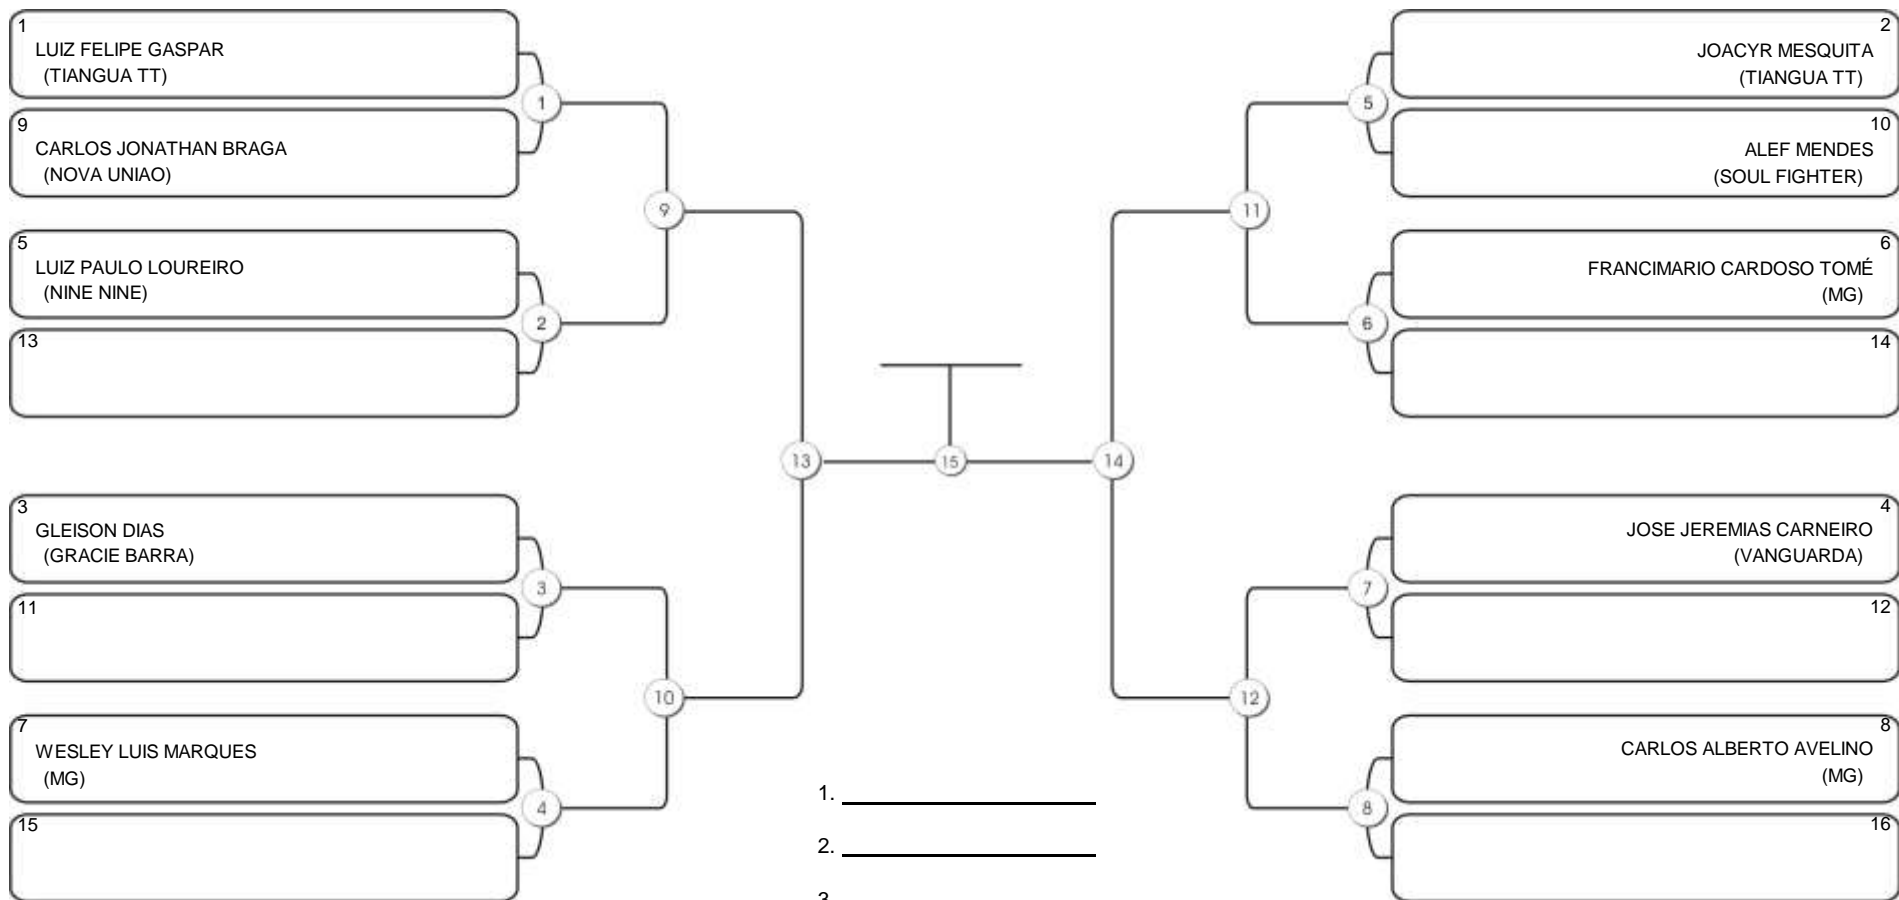 1
LUIZ FELIPE GASPAR
(TIANGUA TT)
9
CARLOS JONATHAN BRAGA
(NOVA UNIAO)
5
LUIZ PAULO LOUREIRO
(NINE NINE)
13
3
GLEISON DIAS
(GRACIE BARRA)
11
7
WESLEY LUIS MARQUES
(MG)
15
1
2
3
4
9
10
13
15
14
11
12
5
6
7
8
2
JOACYR MESQUITA
(TIANGUA TT)
10
ALEF MENDES
(SOUL FIGHTER)
6
FRANCIMARIO CARDOSO TOMÉ
(MG)
14
4
JOSE JEREMIAS CARNEIRO
(VANGUARDA)
12
8
CARLOS ALBERTO AVELINO
(MG)
16
1.
2.
3.